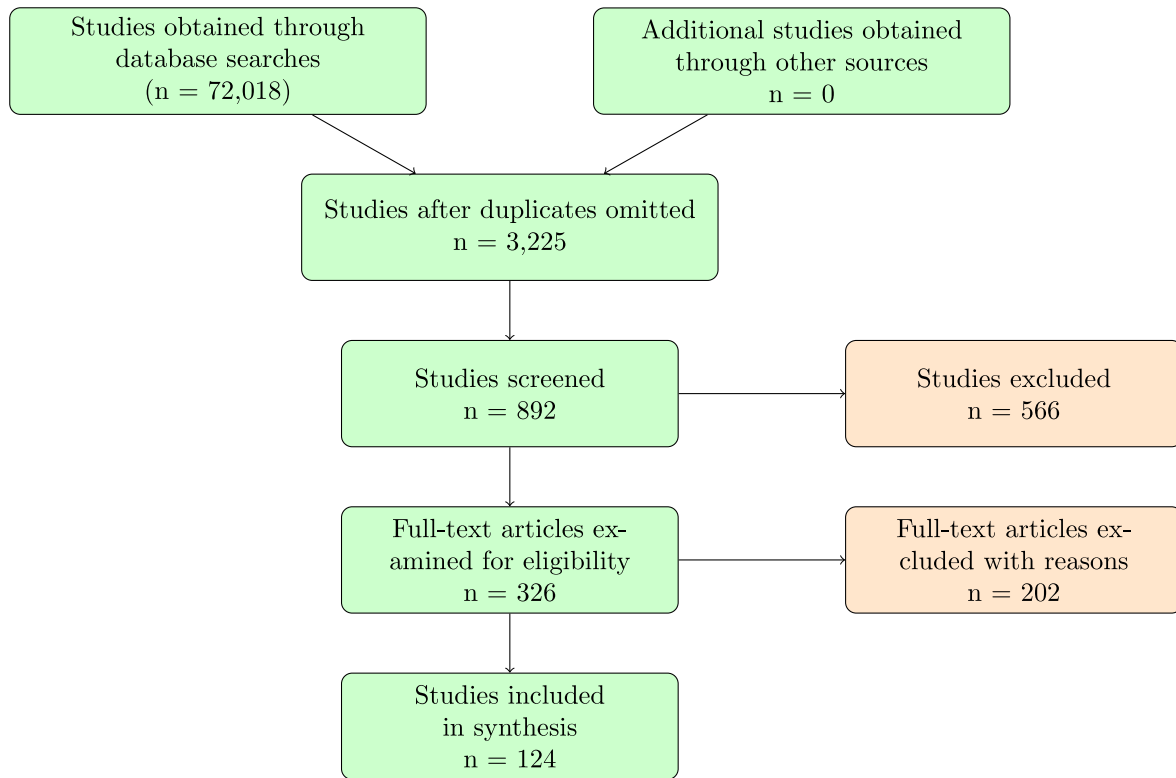 Studies obtained through
database searches
(n = 72,018)
Additional studies obtained
through other sources
n = 0
Studies after duplicates omitted
n = 3,225
Studies screened
n = 892
Studies excluded
n = 566
Full-text articles ex-
amined for eligibility
n = 326
Full-text articles ex-
cluded with reasons
n = 202
Studies included
in synthesis
n = 124